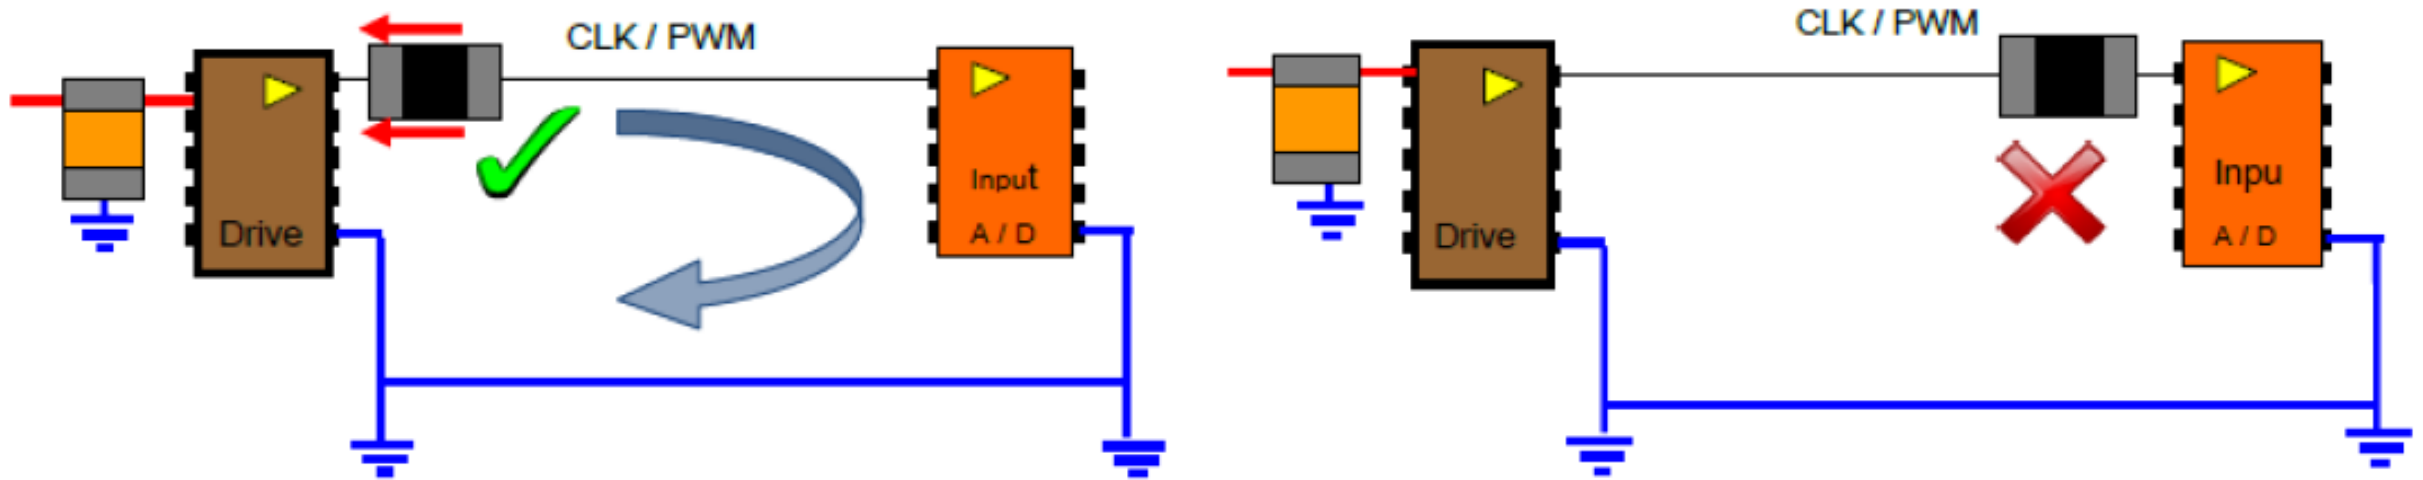 CLK / PWM
Drive
Input
A / D
CLK / PWM
Drive
Inpu
A / D